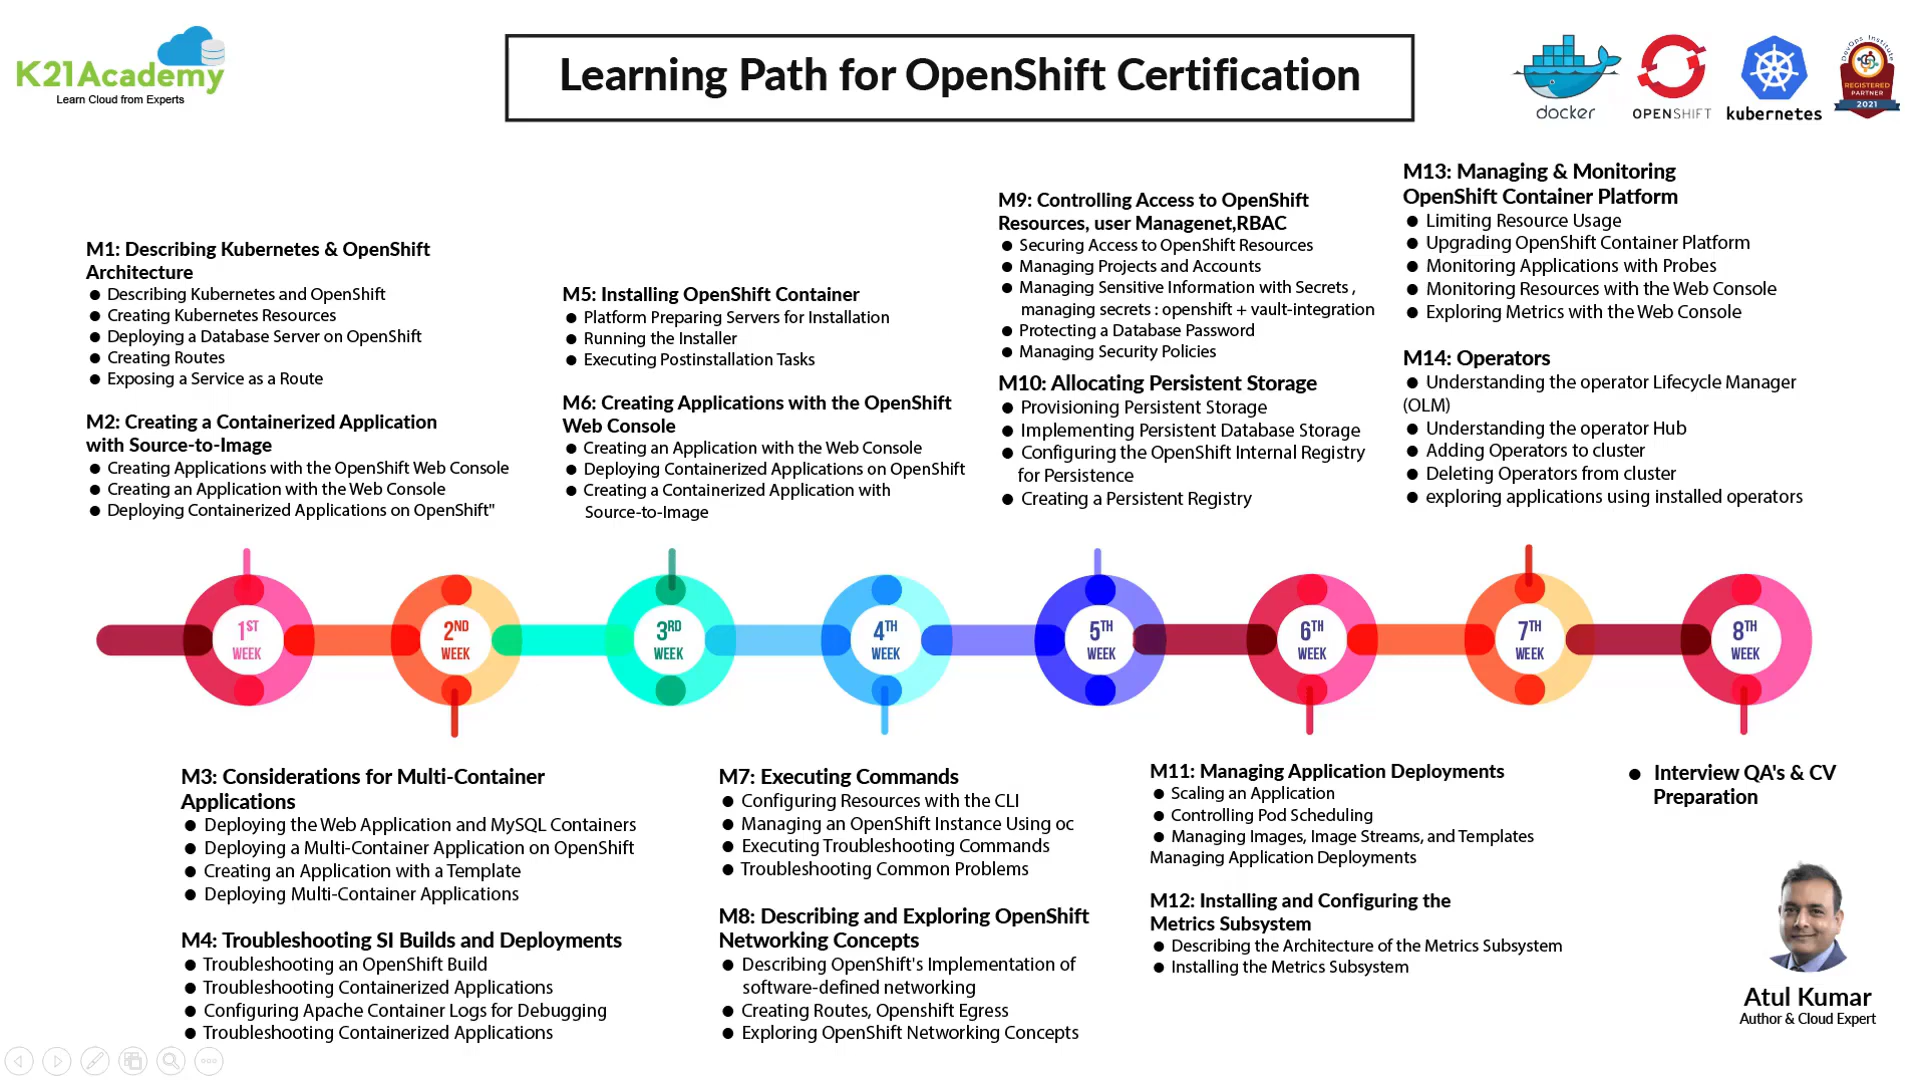 K21Academy
Learn Cloud from Experts
Learning Path for OpenShift Certification
docker
OPENSHIFT
kubernetes
DevOps Institute
REGISTERED
PARTNER
2021
M1: Describing Kubernetes & OpenShift
Architecture
● Describing Kubernetes and OpenShift
● Creating Kubernetes Resources
● Deploying a Database Server on OpenShift
● Creating Routes
● Exposing a Service as a Route
M2: Creating a Containerized Application
with Source-to-Image
● Creating Applications with the OpenShift Web Console
● Creating an Application with the Web Console
● Deploying Containerized Applications on OpenShift"
M5: Installing OpenShift Container
● Platform Preparing Servers for Installation
● Running the Installer
● Executing Postinstallation Tasks
M6: Creating Applications with the OpenShift
Web Console
● Creating an Application with the Web Console
● Deploying Containerized Applications on OpenShift
● Creating a Containerized Application with
Source-to-Image
M9: Controlling Access to OpenShift
Resources, user Managenet,RBAC
● Securing Access to OpenShift Resources
● Managing Projects and Accounts
● Managing Sensitive Information with Secrets ,
managing secrets : openshift + vault-integration
● Protecting a Database Password
● Managing Security Policies
M10: Allocating Persistent Storage
● Provisioning Persistent Storage
● Implementing Persistent Database Storage
● Configuring the OpenShift Internal Registry
for Persistence
● Creating a Persistent Registry
M13: Managing & Monitoring
OpenShift Container Platform
● Limiting Resource Usage
● Upgrading OpenShift Container Platform
● Monitoring Applications with Probes
● Monitoring Resources with the Web Console
● Exploring Metrics with the Web Console
M14: Operators
● Understanding the operator Lifecycle Manager
(OLM)
● Understanding the operator Hub
● Adding Operators to cluster
● Deleting Operators from cluster
● exploring applications using installed operators
1ST
WEEK
2ND
WEEK
3RD
WEEK
4TH
WEEK
5TH
WEEK
6TH
WEEK
7TH
WEEK
8TH
WEEK
M3: Considerations for Multi-Container
Applications
● Deploying the Web Application and MySQL Containers
● Deploying a Multi-Container Application on OpenShift
● Creating an Application with a Template
● Deploying Multi-Container Applications
M4: Troubleshooting SI Builds and Deployments
● Troubleshooting an OpenShift Build
● Troubleshooting Containerized Applications
● Configuring Apache Container Logs for Debugging
● Troubleshooting Containerized Applications
M7: Executing Commands
● Configuring Resources with the CLI
● Managing an OpenShift Instance Using oc
● Executing Troubleshooting Commands
● Troubleshooting Common Problems
M8: Describing and Exploring OpenShift
Networking Concepts
● Describing OpenShift's Implementation of
software-defined networking
● Creating Routes, Openshift Egress
● Exploring OpenShift Networking Concepts
M11: Managing Application Deployments
● Scaling an Application
● Controlling Pod Scheduling
● Managing Images, Image Streams, and Templates
Managing Application Deployments
M12: Installing and Configuring the
Metrics Subsystem
● Describing the Architecture of the Metrics Subsystem
● Installing the Metrics Subsystem
● Interview QA's & CV
Preparation
Atul Kumar
Author & Cloud Expert